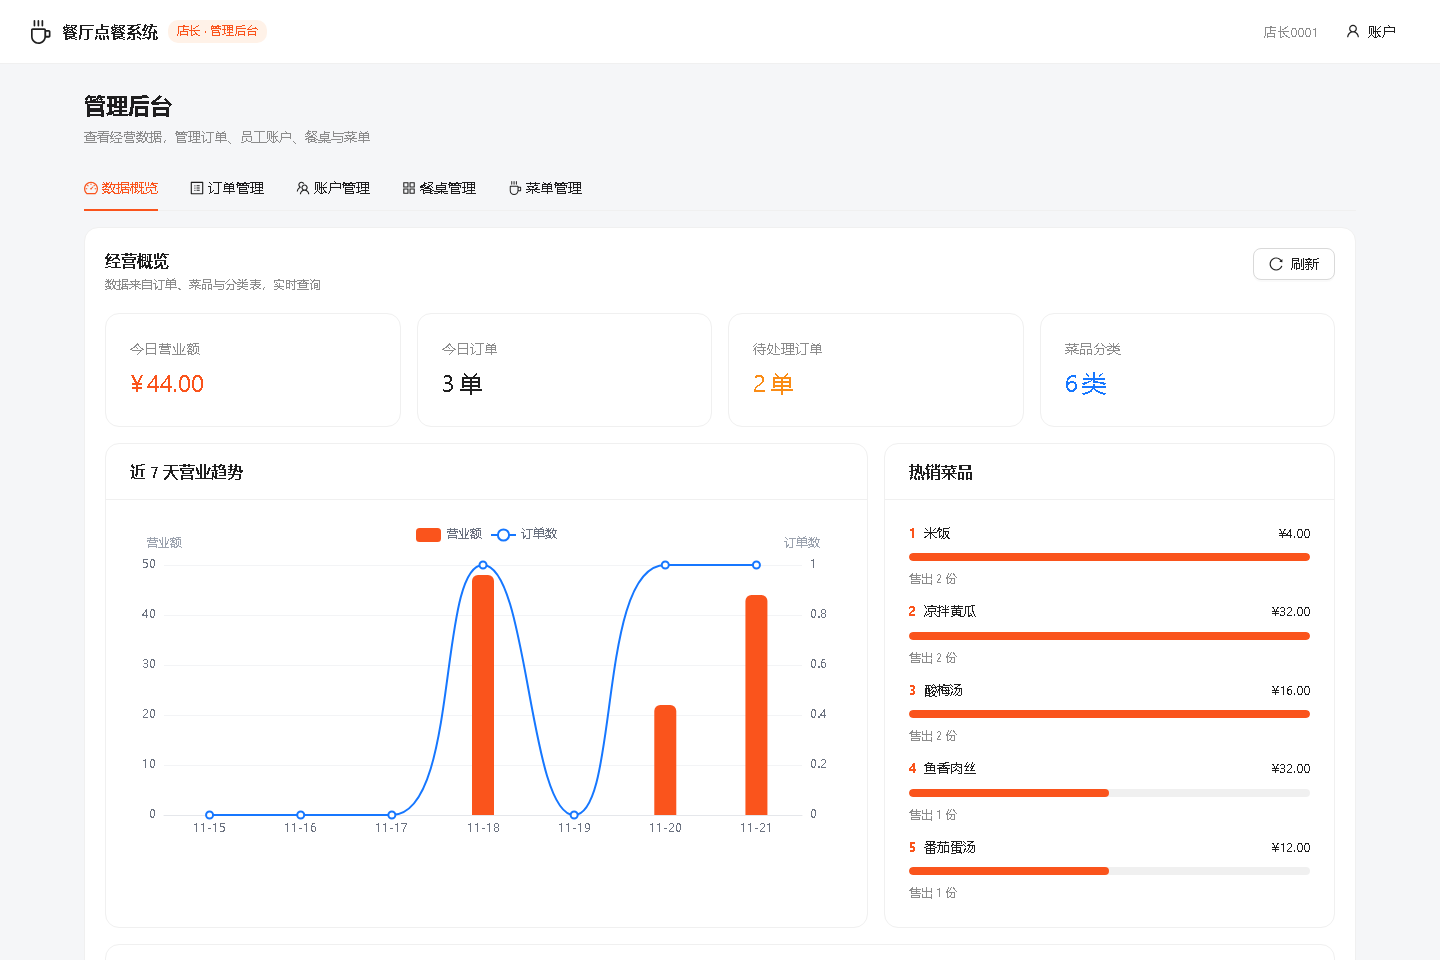 餐厅点餐系统 店长 · 管理后台 店长0001 账户
管理后台
查看经营数据，管理订单、员工账户、餐桌与菜单
数据概览 订单管理 账户管理 餐桌管理 菜单管理
经营概览
数据来自订单、菜品与分类表，实时查询
刷新
今日营业额
¥44.00
今日订单
3 单
待处理订单
2 单
菜品分类
6 类
近 7 天营业趋势
营业额 订单数
营业额
订单数
50
40
30
20
10
0
1
0.8
0.6
0.4
0.2
0
11-15 11-16 11-17 11-18 11-19 11-20 11-21
热销菜品
1 米饭 ¥4.00
售出 2 份
2 凉拌黄瓜 ¥32.00
售出 2 份
3 酸梅汤 ¥16.00
售出 2 份
4 鱼香肉丝 ¥32.00
售出 1 份
5 番茄蛋汤 ¥12.00
售出 1 份